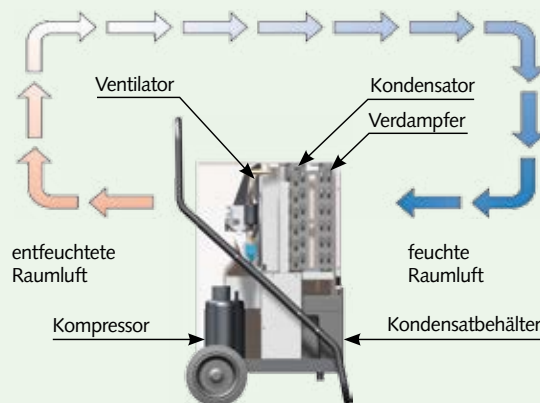 Ventilator
Kondensator
Verdampfer
entfeuchtete
Raumluft
feuchte
Raumluft
Kompressor
Kondensatbehälter